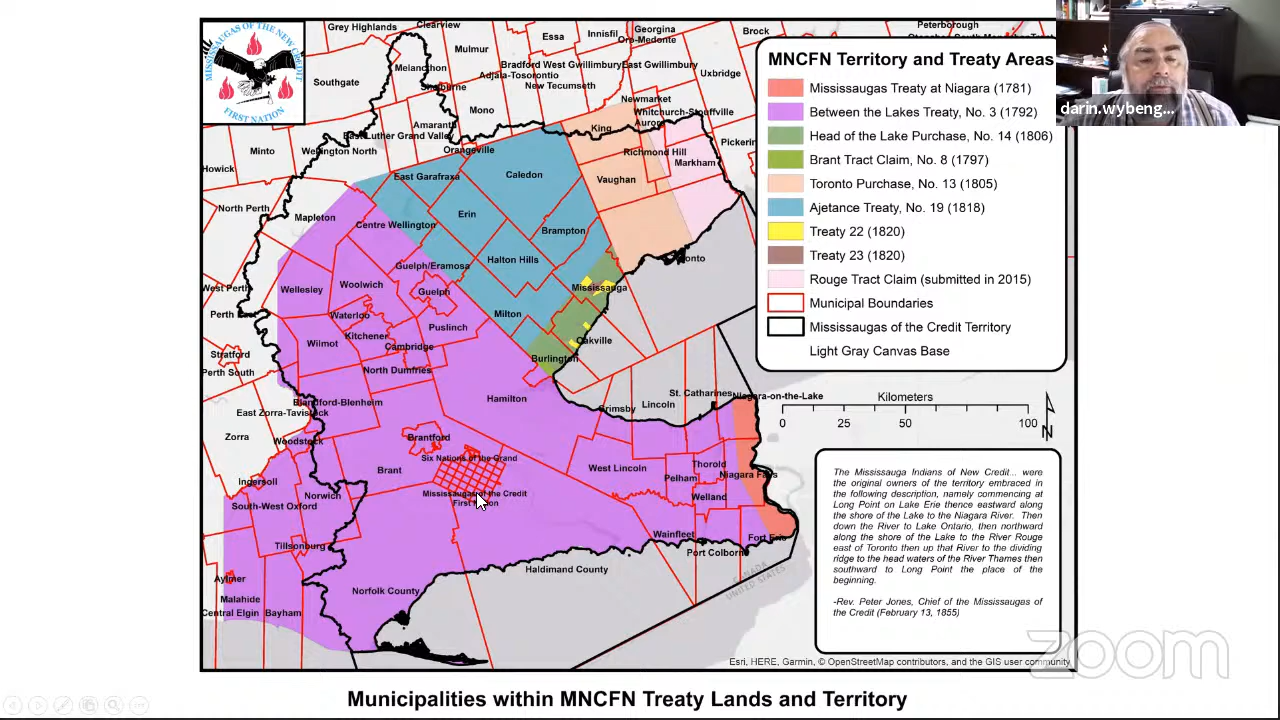 MISSISSAUGAS OF THE NEW CREDIT
FIRST NATION
Grey Highlands
Clearview
Mulmur
Essa
Innisfil
Georgina
Oro-Medonte
Brock
Peterborough
Southgate
Melancthon
Shelburne
Adjala-Tosorontio
Bradford West Gwillimbury
East Gwillimbury
New Tecumseth
Uxbridge
Mono
Newmarket
Whitchurch-Stouffville
Aurora
King
Amaranth
East Luther Grand Valley
Minto
Wellington North
Orangeville
Richmond Hill
Markham
Pickerin
Howick
East Garafraxa
Caledon
Vaughan
North Perth
Mapleton
Centre Wellington
Erin
Brampton
Guelph/Eramosa
Halton Hills
onto
West Perth
Wellesley
Woolwich
Guelph
Mississauga
Perth East
Waterloo
Puslinch
Milton
Wilmot
Kitchener
Cambridge
Oakville
Stratford
Perth South
North Dumfries
Burlington
Blandford-Blenheim
Hamilton
Grimsby
Lincoln
St. Catharines
Niagara-on-the-Lake
East Zorra-Tavistock
Zorra
Woodstock
Brantford
Six Nations of the Grand
Brant
West Lincoln
Thorold
Pelham
Niagara Falls
Ingersoll
Norwich
Mississaugas of the Credit
First Nation
Welland
South-West Oxford
Tillsonburg
Wainfleet
Port Colborne
Fort Erie
Haldimand County
CANADA
UNITED STATES
Aylmer
Malahide
Norfolk County
Central Elgin
Bayham
MNCFN Territory and Treaty Areas
Mississaugas Treaty at Niagara (1781)
Between the Lakes Treaty, No. 3 (1792)
Head of the Lake Purchase, No. 14 (1806)
Brant Tract Claim, No. 8 (1797)
Toronto Purchase, No. 13 (1805)
Ajetance Treaty, No. 19 (1818)
Treaty 22 (1820)
Treaty 23 (1820)
Rouge Tract Claim (submitted in 2015)
Municipal Boundaries
Mississaugas of the Credit Territory
Light Gray Canvas Base
darin.wybeng...
Kilometers
0 25 50 100
N
The Mississauga Indians of New Credit... were
the original owners of the territory embraced in
the following description, namely commencing at
Long Point on Lake Erie thence eastward along
the shore of the Lake to the Niagara River. Then
down the River to Lake Ontario, then northward
along the shore of the Lake to the River Rouge
east of Toronto then up that River to the dividing
ridge to the head waters of the River Thames then
southward to Long Point the place of the
beginning.
-Rev. Peter Jones, Chief of the Mississaugas of
the Credit (February 13, 1855)
zoom
Esri, HERE, Garmin, © OpenStreetMap contributors, and the GIS user community
Municipalities within MNCFN Treaty Lands and Territory